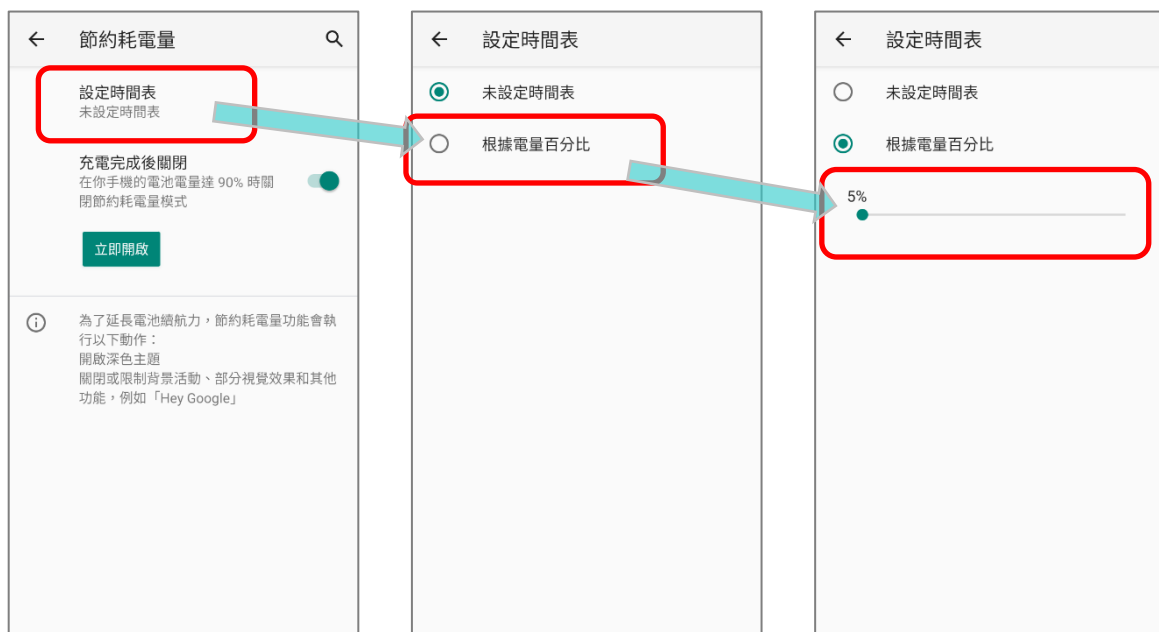 節約耗電量
設定時間表
未設定時間表
充電完成後關閉
在你手機的電池電量達 90% 時關
閉節約耗電量模式
立即開啟
為了延長電池續航力，節約耗電量功能會執
行以下動作：
開啟深色主題
關閉或限制背景活動、部分視覺效果和其他
功能，例如「Hey Google」
設定時間表
未設定時間表
根據電量百分比
設定時間表
未設定時間表
根據電量百分比
5%